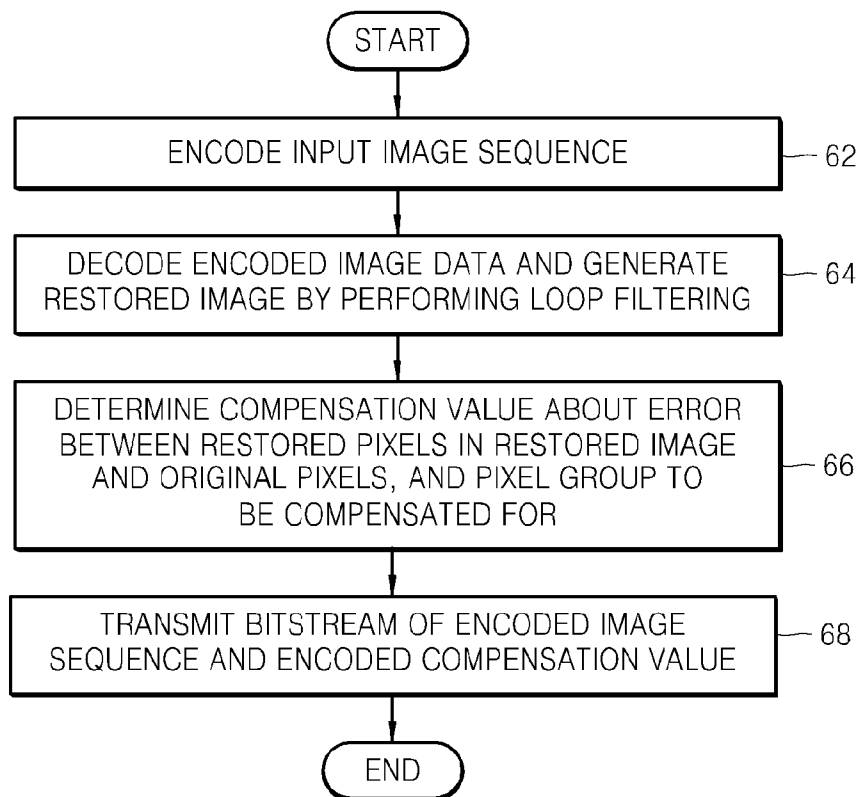 START
ENCODE INPUT IMAGE SEQUENCE
62
DECODE ENCODED IMAGE DATA AND GENERATE
RESTORED IMAGE BY PERFORMING LOOP FILTERING
64
DETERMINE COMPENSATION VALUE ABOUT ERROR
BETWEEN RESTORED PIXELS IN RESTORED IMAGE
AND ORIGINAL PIXELS, AND PIXEL GROUP TO
BE COMPENSATED FOR
66
TRANSMIT BITSTREAM OF ENCODED IMAGE
SEQUENCE AND ENCODED COMPENSATION VALUE
68
END